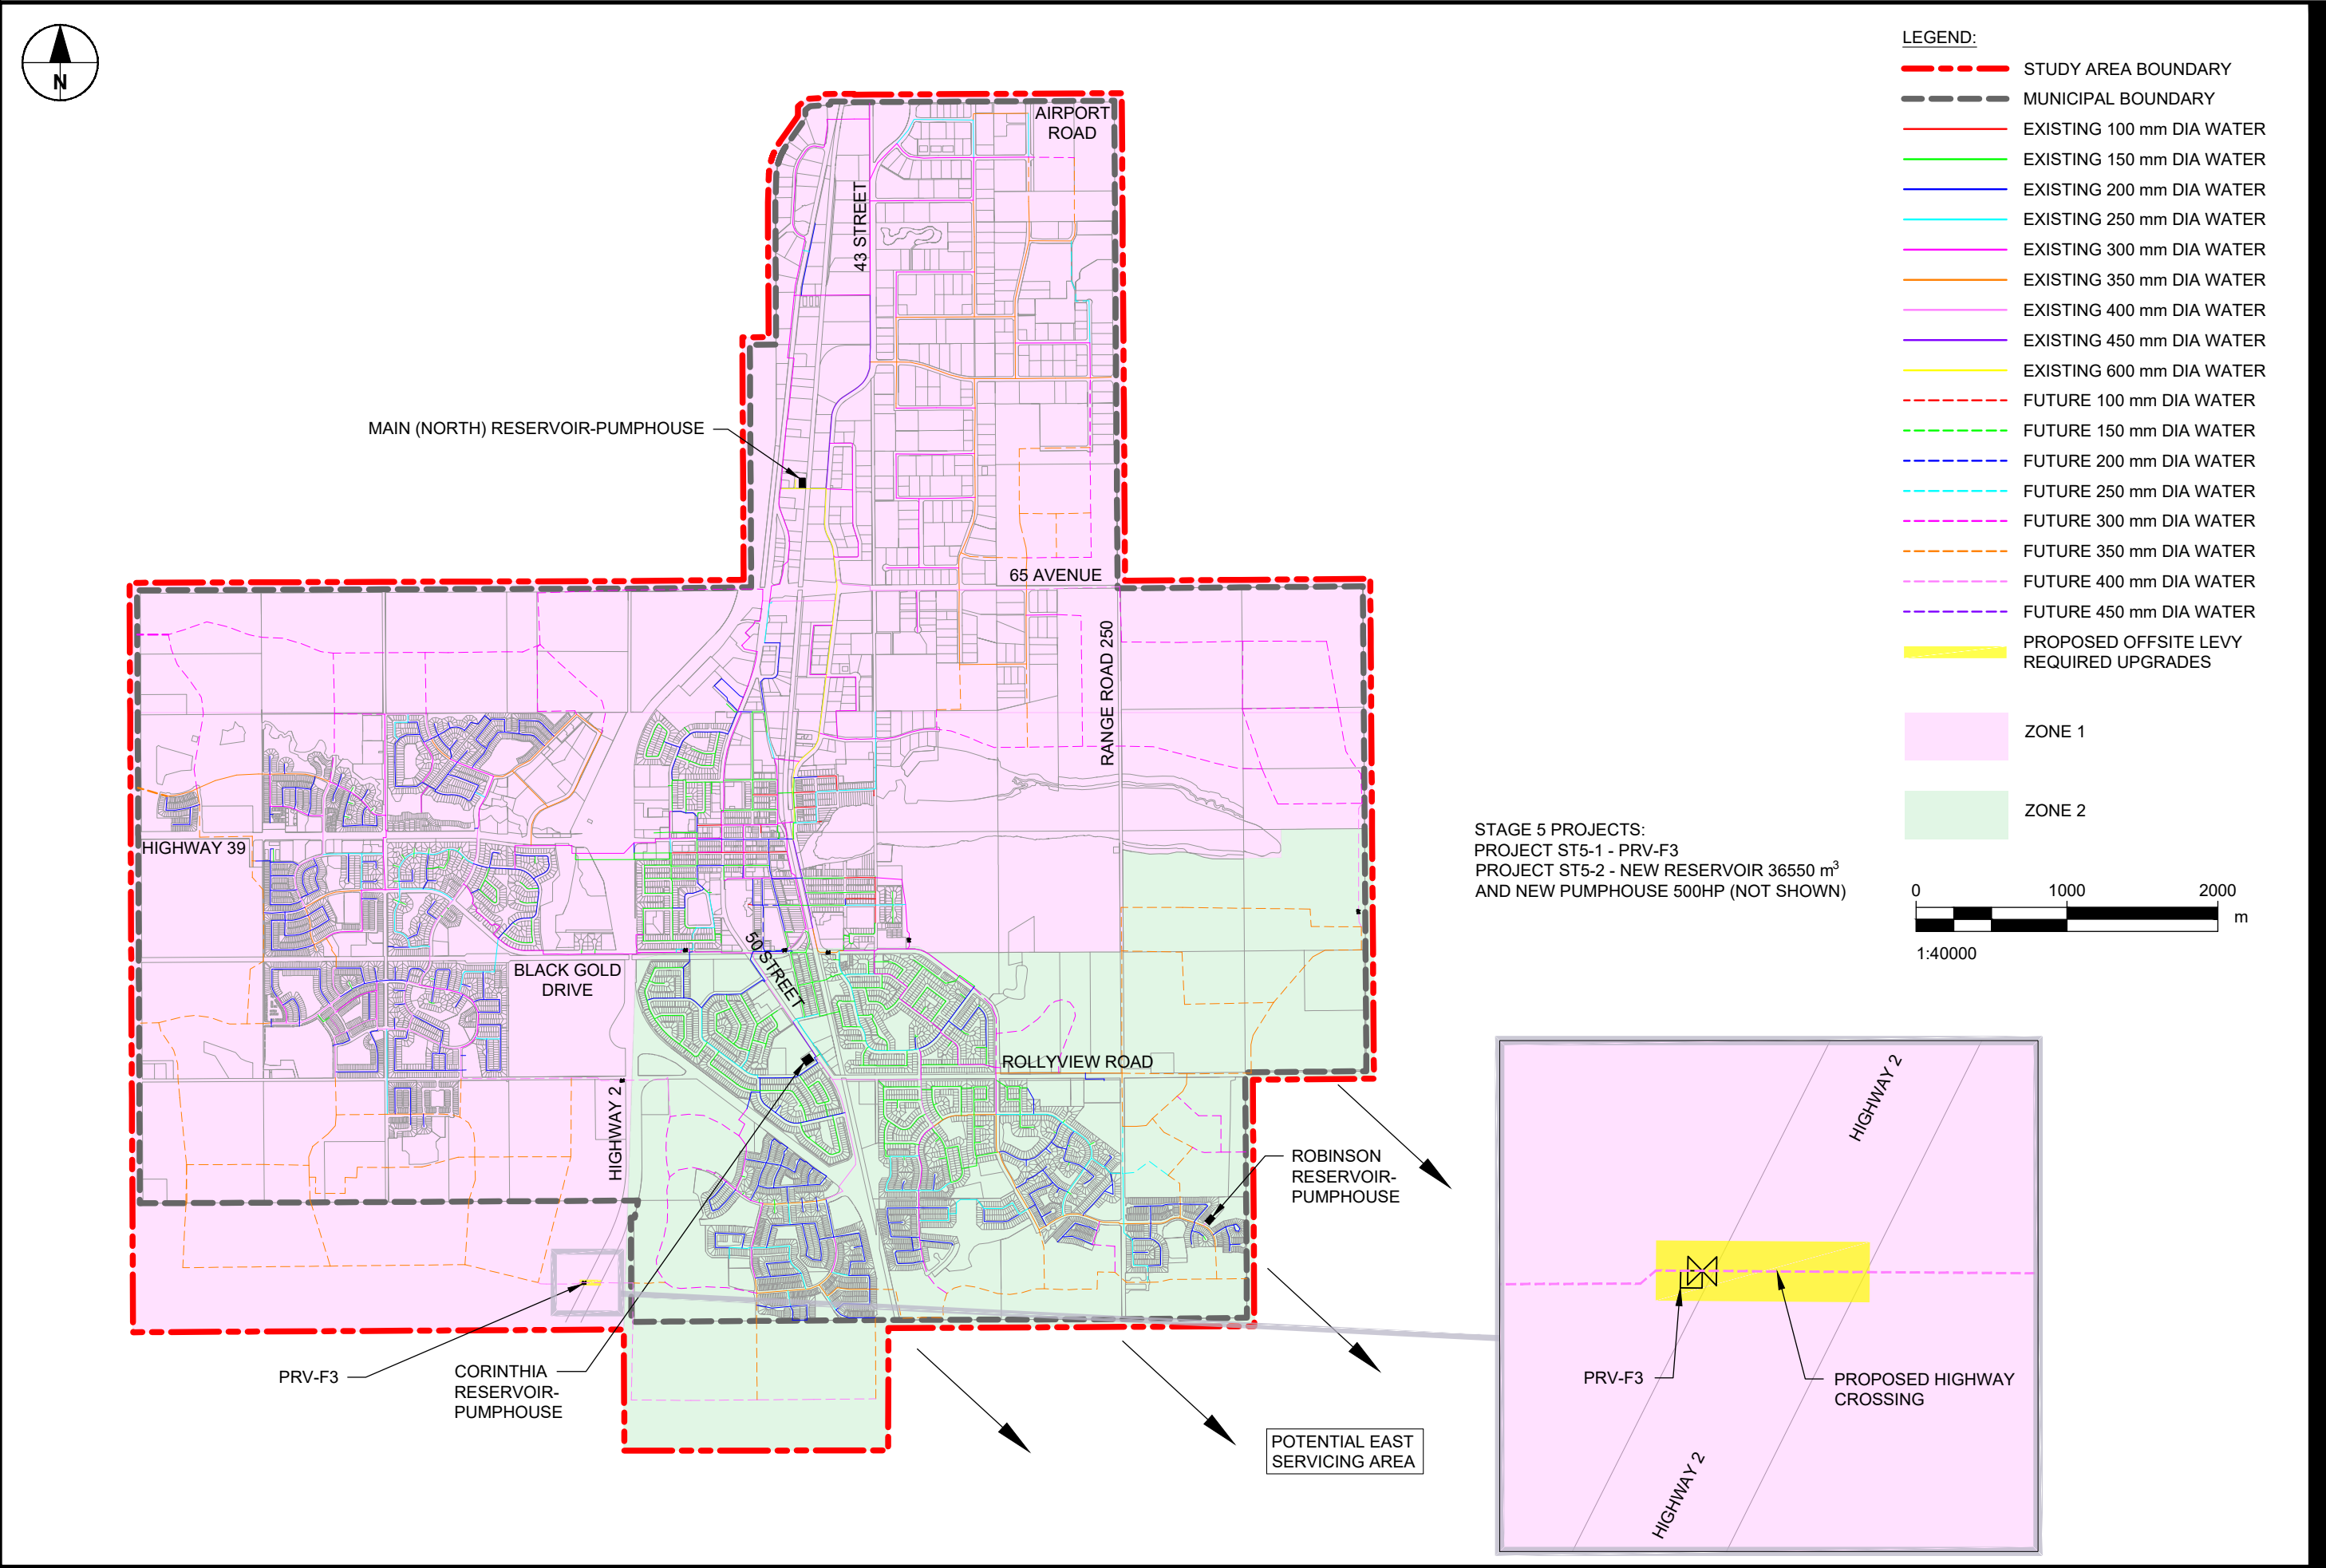 N
LEGEND:
STUDY AREA BOUNDARY
MUNICIPAL BOUNDARY
EXISTING 100 mm DIA WATER
EXISTING 150 mm DIA WATER
EXISTING 200 mm DIA WATER
EXISTING 250 mm DIA WATER
EXISTING 300 mm DIA WATER
EXISTING 350 mm DIA WATER
EXISTING 400 mm DIA WATER
EXISTING 450 mm DIA WATER
EXISTING 600 mm DIA WATER
FUTURE 100 mm DIA WATER
FUTURE 150 mm DIA WATER
FUTURE 200 mm DIA WATER
FUTURE 250 mm DIA WATER
FUTURE 300 mm DIA WATER
FUTURE 350 mm DIA WATER
FUTURE 400 mm DIA WATER
FUTURE 450 mm DIA WATER
PROPOSED OFFSITE LEVY
REQUIRED UPGRADES
ZONE 1
ZONE 2
0 1000 2000
m
1:40000
STAGE 5 PROJECTS:
PROJECT ST5-1 - PRV-F3
PROJECT ST5-2 - NEW RESERVOIR 36550 m³
AND NEW PUMPHOUSE 500HP (NOT SHOWN)
AIRPORT
ROAD
43 STREET
MAIN (NORTH) RESERVOIR-PUMPHOUSE
65 AVENUE
RANGE ROAD 250
HIGHWAY 39
BLACK GOLD
DRIVE
50 STREET
ROLLYVIEW ROAD
HIGHWAY 2
ROBINSON
RESERVOIR-
PUMPHOUSE
PRV-F3
CORINTHIA
RESERVOIR-
PUMPHOUSE
POTENTIAL EAST
SERVICING AREA
HIGHWAY 2
PRV-F3
PROPOSED HIGHWAY
CROSSING
HIGHWAY 2